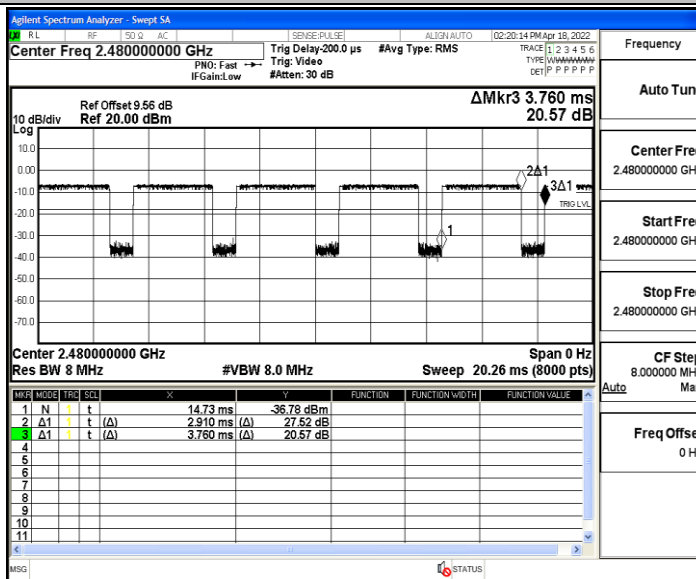 Agilent Spectrum Analyzer - Swept SA
RL RF 50 Ω AC SENSE:PULSE ALIGN AUTO 02:20:14 PM Apr 18, 2022
Center Freq 2.480000000 GHz Trig Delay-200.0 µs #Avg Type: RMS TRACE 1 2 3 4 5 6
PNO: Fast Trig: Video TYPE
IFGain:Low #Atten: 30 dB DET P P P P P P
ΔMkr3 3.760 ms
20.57 dB
Ref Offset 9.56 dB
10 dB/div Ref 20.00 dBm
Log
10.0
0.00
-10.0
-20.0
-30.0
-40.0
-50.0
-60.0
-70.0
2Δ1
3Δ1
TRIG LVL
1
Center 2.480000000 GHz Span 0 Hz
Res BW 8 MHz #VBW 8.0 MHz Sweep 20.26 ms (8000 pts)
MKR MODE TRC SCL X Y FUNCTION FUNCTION WIDTH FUNCTION VALUE
1 N 1 t 14.73 ms -36.78 dBm
2 Δ1 1 t (Δ) 2.910 ms (Δ) 27.52 dB
3 Δ1 1 t (Δ) 3.760 ms (Δ) 20.57 dB
4
5
6
7
8
9
10
11
MSG STATUS
Frequency
Auto Tun
Center Fre
2.480000000 GH
Start Fre
2.480000000 GH
Stop Fre
2.480000000 GH
CF Step
8.000000 MH
Auto Ma
Freq Offse
0 H